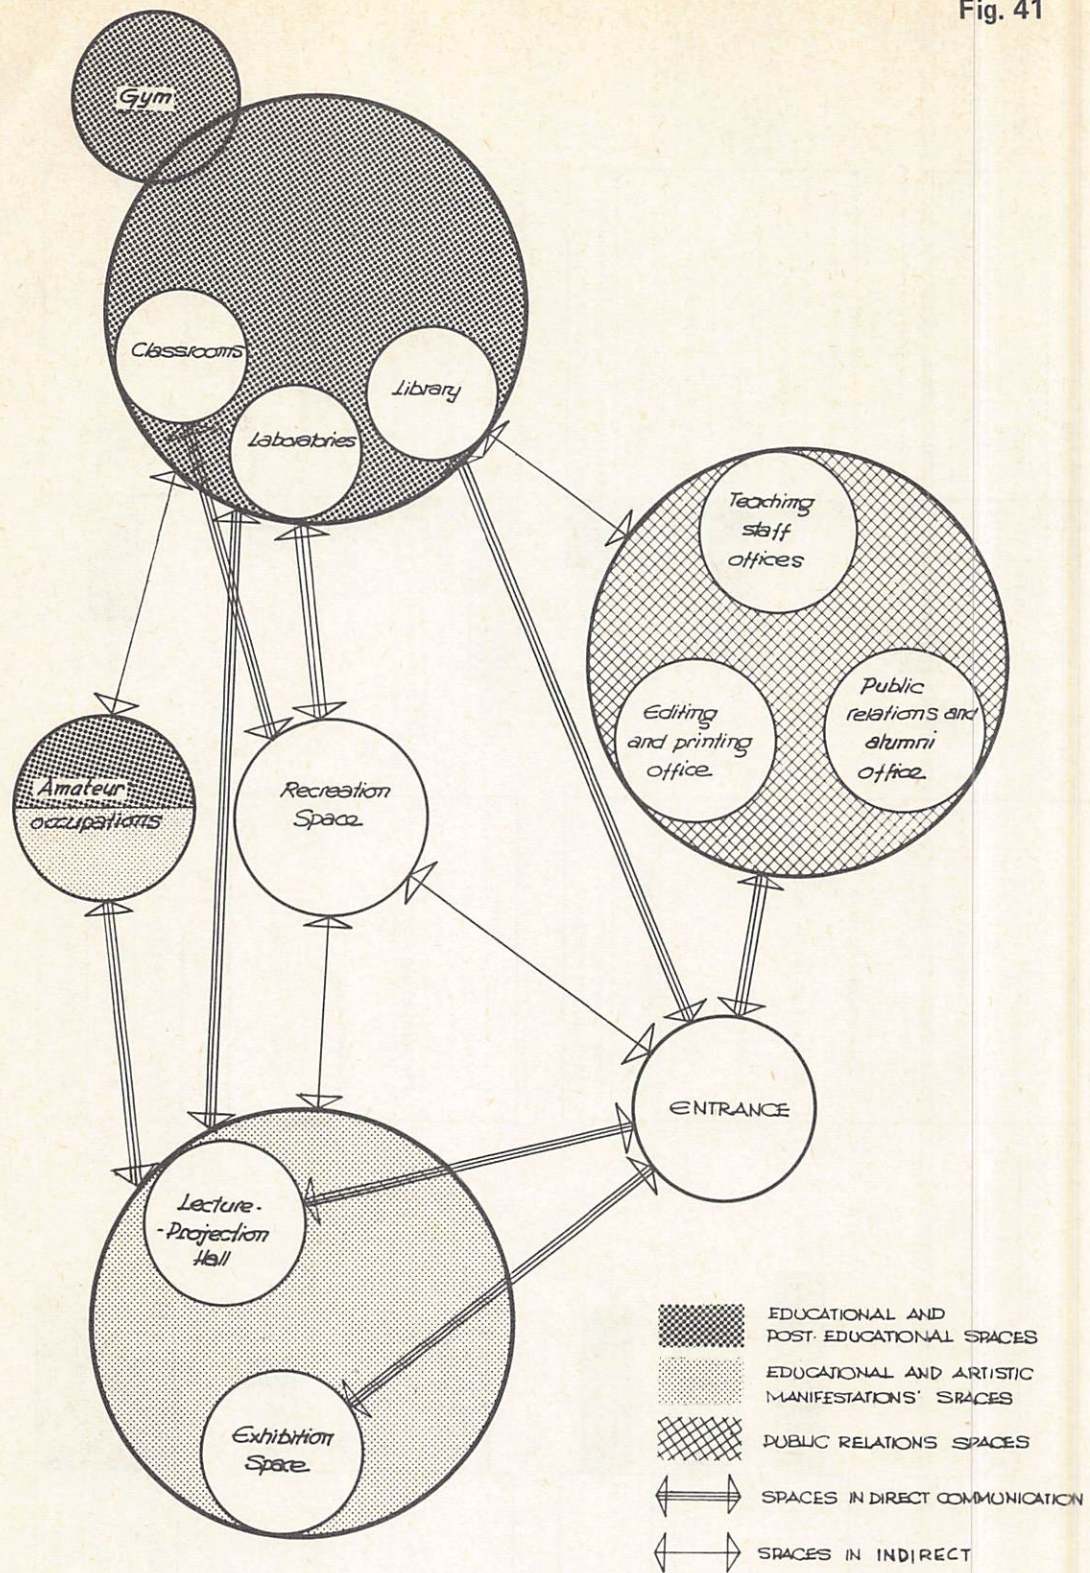 Fig. 41
Gym
Classrooms
Laboratories
Library
Teaching
staff
offices
Editing
and printing
office
Public
relations and
alumni
office
Amateur
occupations
Recreation
Space
ENTRANCE
Lecture-
-Projection
Hall
Exhibition
Space
EDUCATIONAL AND
POST-EDUCATIONAL SPACES
EDUCATIONAL AND ARTISTIC
MANIFESTATIONS' SPACES
PUBLIC RELATIONS SPACES
SPACES IN DIRECT COMMUNICATION
SPACES IN INDIRECT